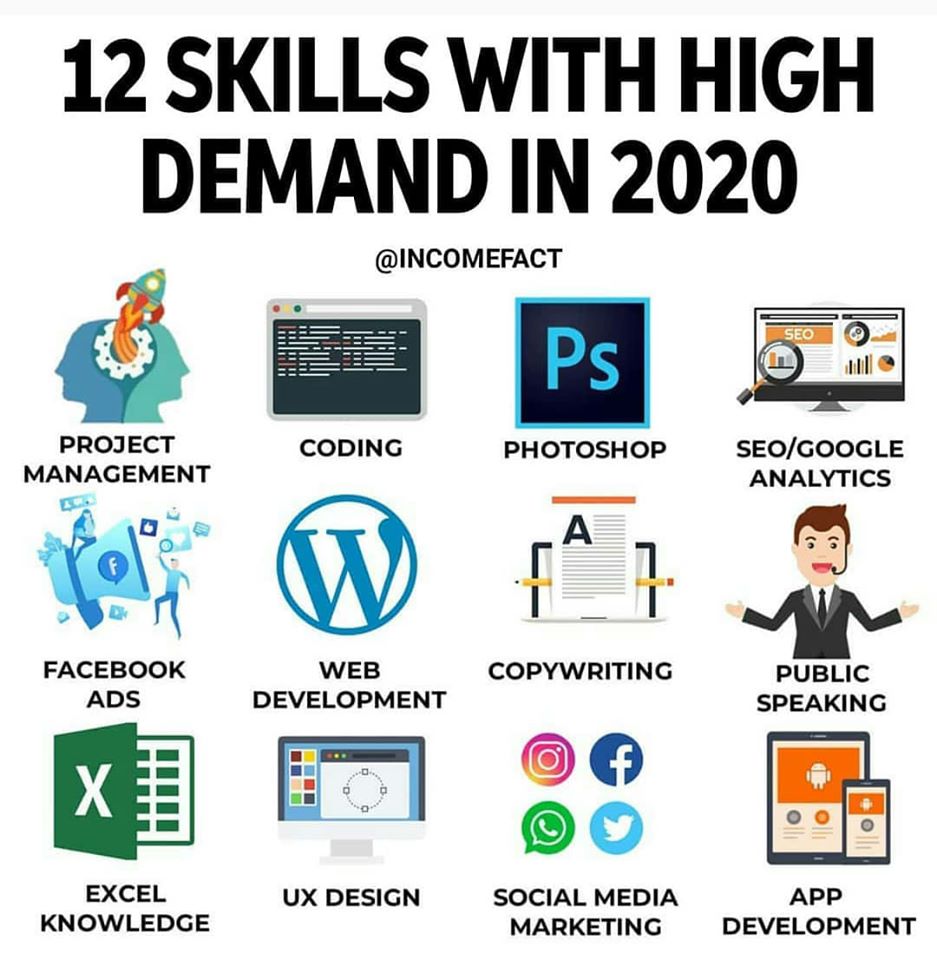 12 SKILLS WITH HIGH
DEMAND IN 2020
@INCOMEFACT
Ps
SEO
PROJECT
MANAGEMENT
CODING
PHOTOSHOP
SEO/GOOGLE
ANALYTICS
f
W
A
FACEBOOK
ADS
WEB
DEVELOPMENT
COPYWRITING
PUBLIC
SPEAKING
X
f
EXCEL
KNOWLEDGE
UX DESIGN
SOCIAL MEDIA
MARKETING
APP
DEVELOPMENT